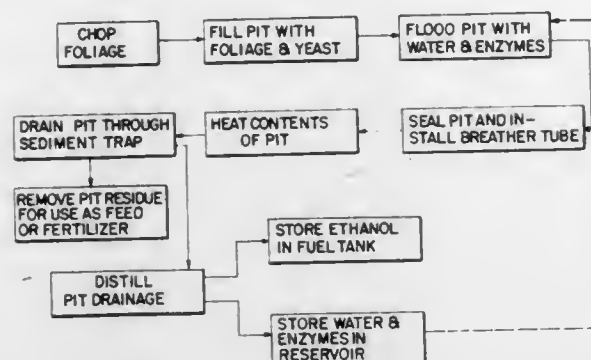 CHOP
FOLIAGE
FILL PIT WITH
FOLIAGE & YEAST
FLOOD PIT WITH
WATER & ENZYMES
DRAIN PIT THROUGH
SEDIMENT TRAP
HEAT CONTENTS
OF PIT
SEAL PIT AND IN-
STALL BREATHER TUBE
REMOVE PIT RESIDUE
FOR USE AS FEED
OR FERTILIZER
STORE ETHANOL
IN FUEL TANK
DISTILL
PIT DRAINAGE
STORE WATER &
ENZYMES IN
RESERVOIR